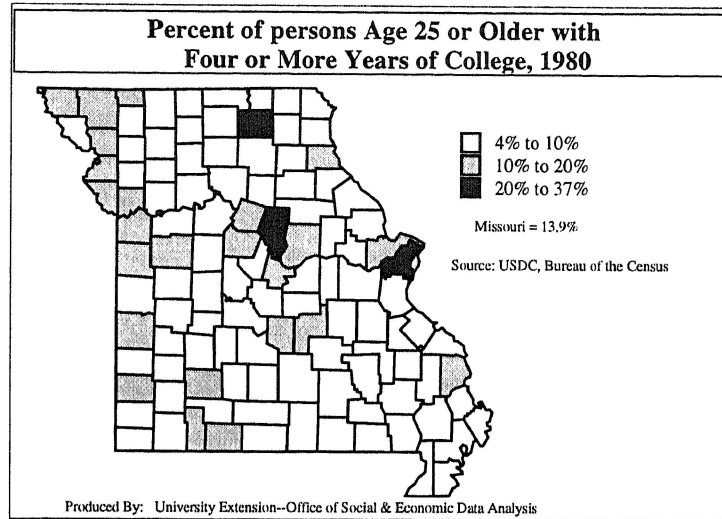 Percent of persons Age 25 or Older with
Four or More Years of College, 1980
4% to 10%
10% to 20%
20% to 37%
Missouri = 13.9%
Source: USDC, Bureau of the Census
Produced By: University Extension--Office of Social & Economic Data Analysis